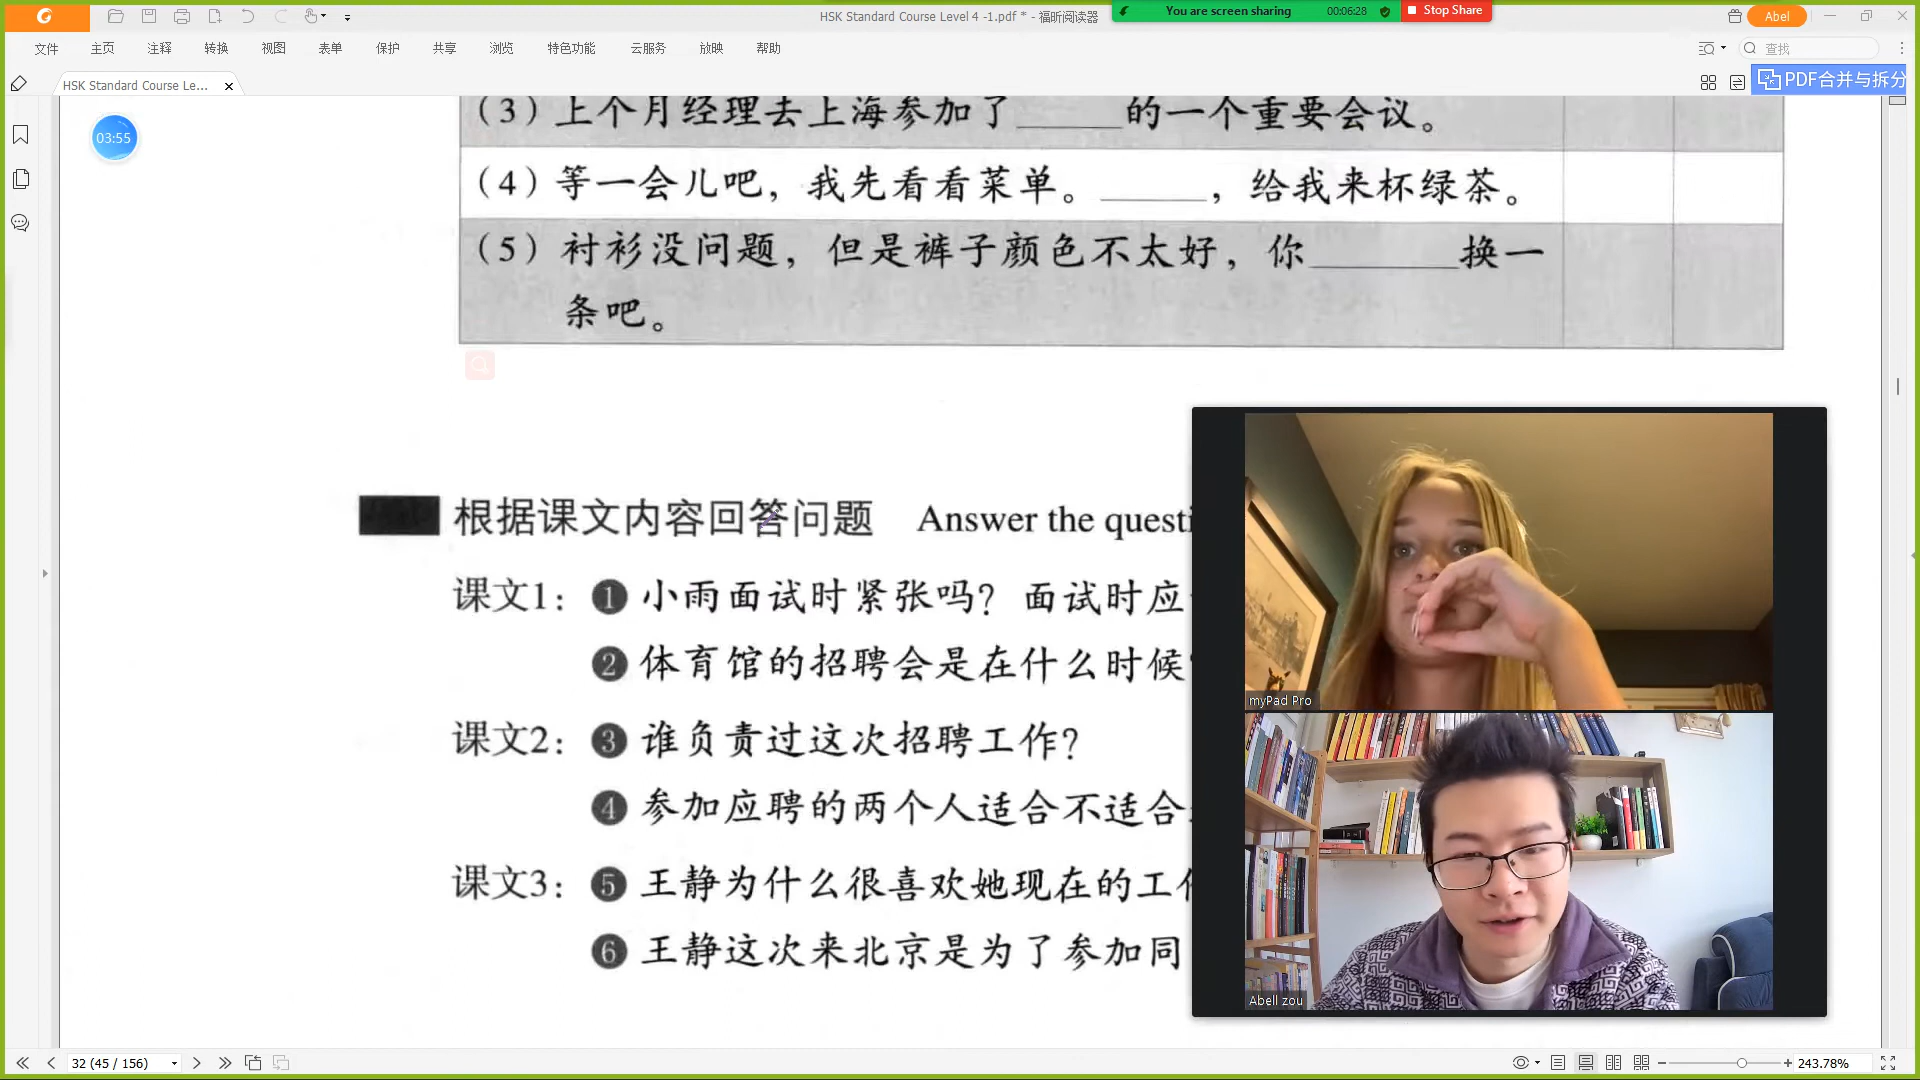 HSK Standard Course Level 4 -1.pdf * - 福昕阅读器
You are screen sharing 00:06:28 Stop Share
Abel
文件 主页 注释 转换 视图 表单 保护 共享 浏览 特色功能 云服务 放映 帮助
查找
HSK Standard Course Le...
PDF合并与拆分
03:55
（3）上个月经理去上海参加了_____的一个重要会议。
（4）等一会儿吧，我先看看菜单。_____，给我来杯绿茶。
（5）衬衫没问题，但是裤子颜色不太好，你_______换一
条吧。
根据课文内容回答问题 Answer the questi
课文1：❶ 小雨面试时紧张吗？面试时应
❷ 体育馆的招聘会是在什么时候
课文2：❸ 谁负责过这次招聘工作？
❹ 参加应聘的两个人适合不适合
课文3：❺ 王静为什么很喜欢她现在的工
❻ 王静这次来北京是为了参加同
myPad Pro
Abell zou
32 (45 / 156)
243.78%